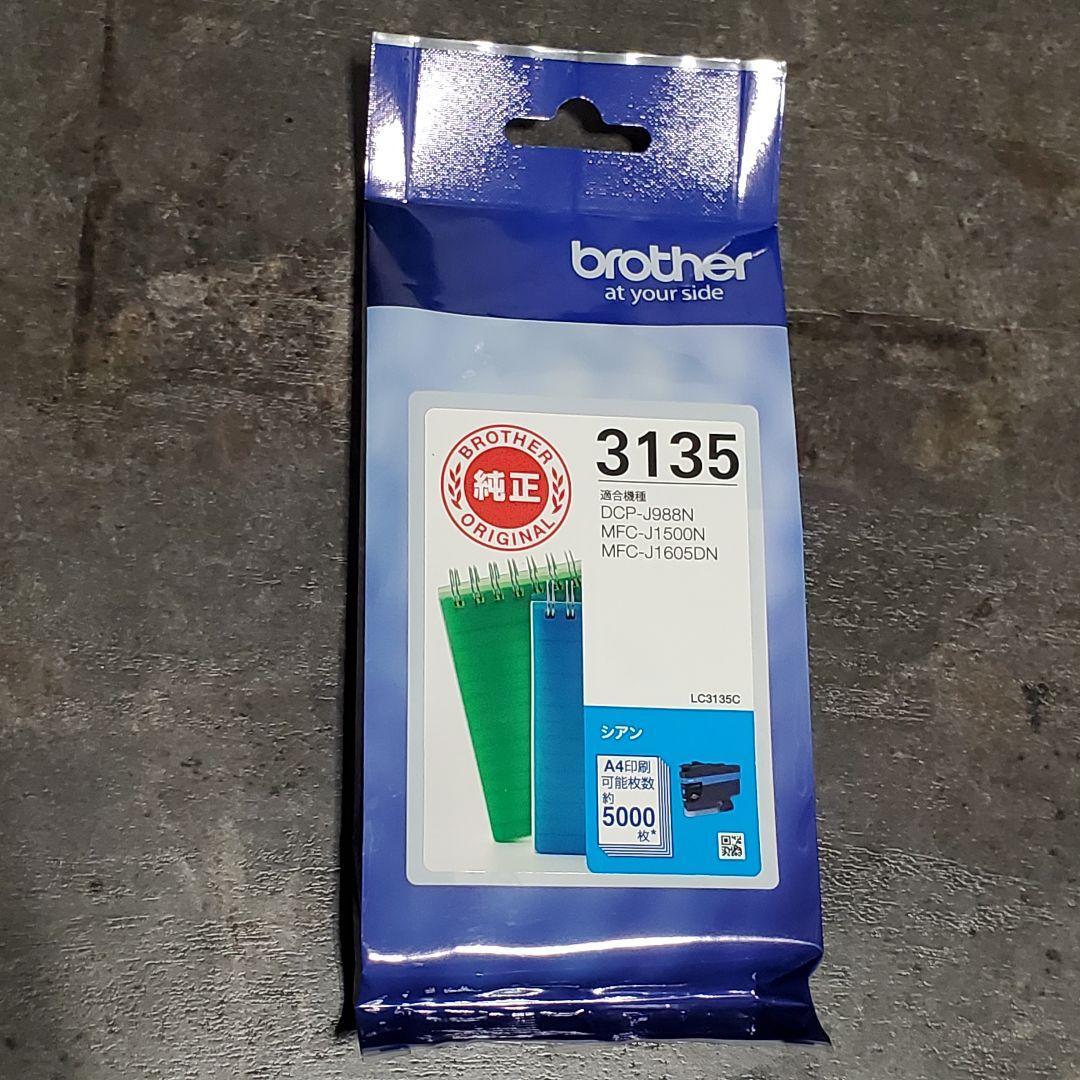 brother
at your side
BROTHER
純正
ORIGINAL
3135
適合機種
DCP-J988N
MFC-J1500N
MFC-J1605DN
LC3135C
シアン
A4印刷
可能枚数
約
5000
枚*